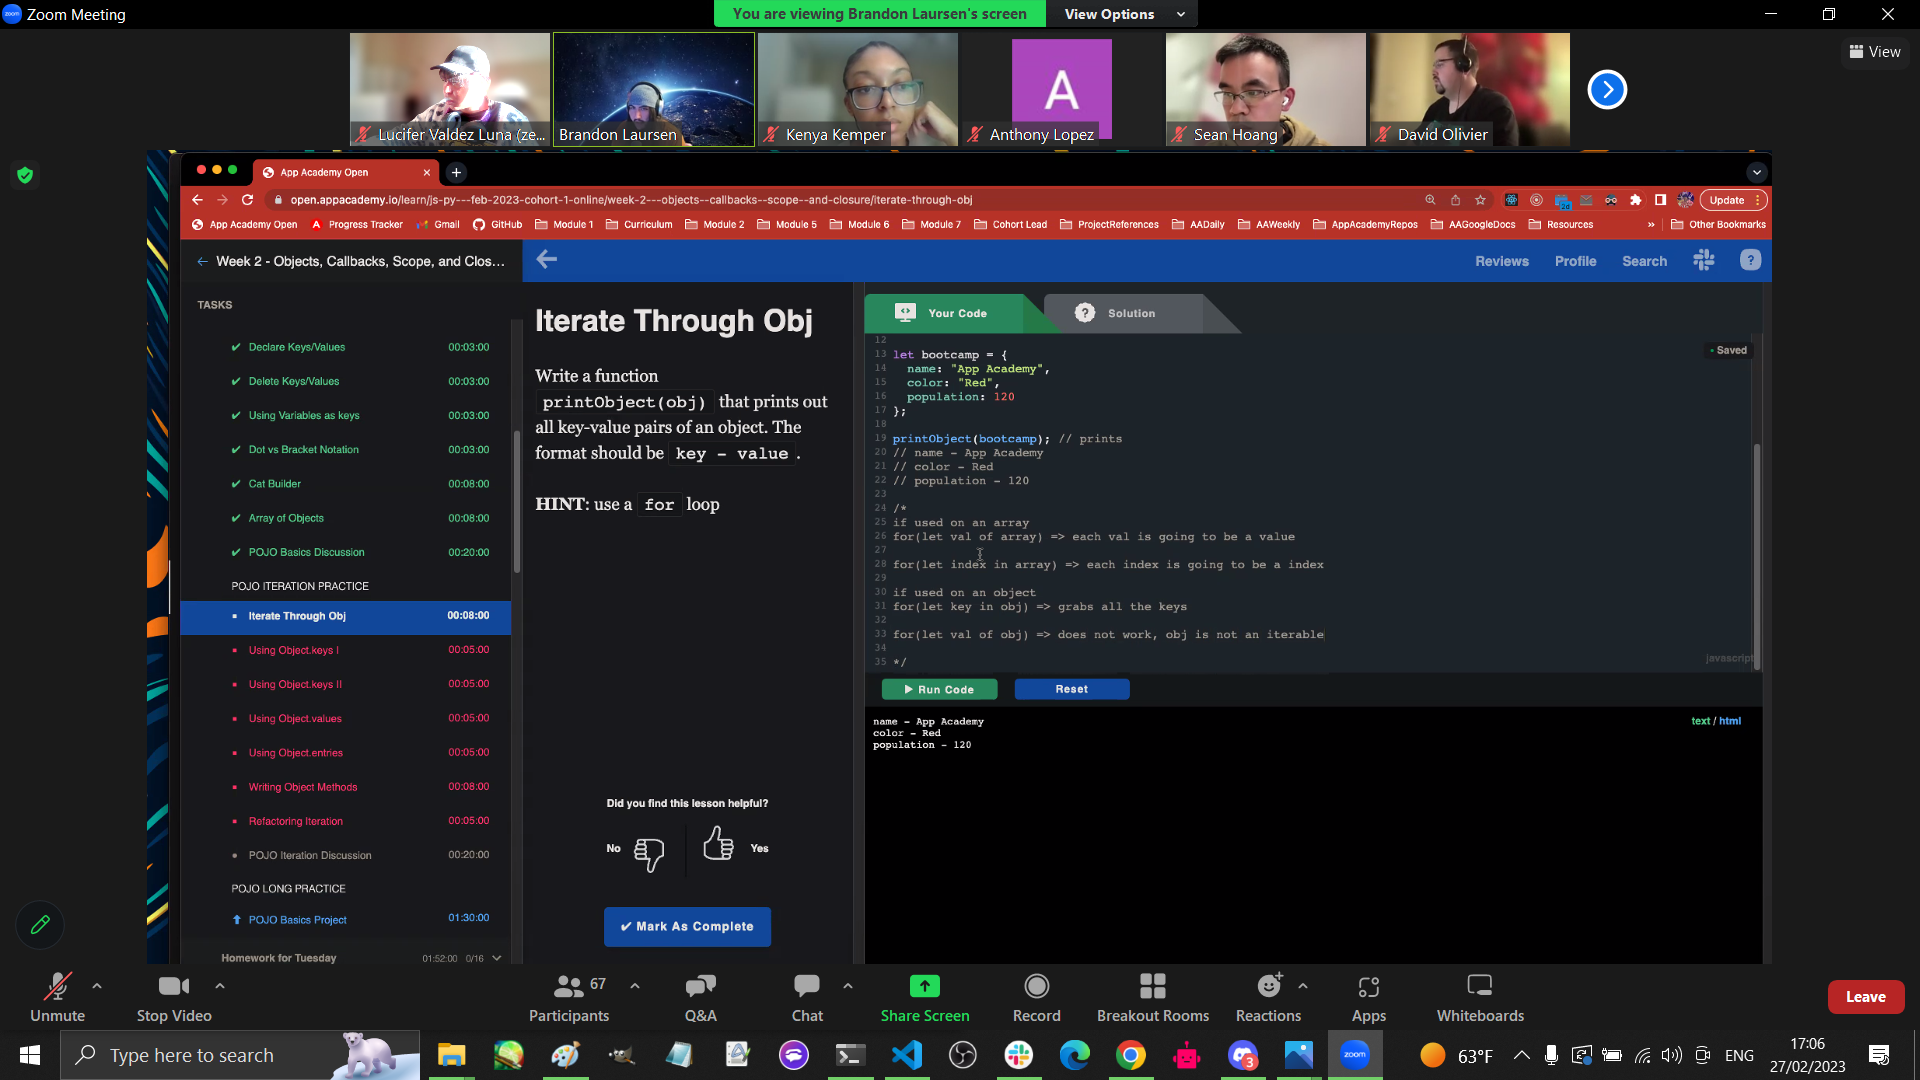 Zoom Meeting
You are viewing Brandon Laursen's screen
View Options
View
Lucifer Valdez Luna (ze...
Brandon Laursen
Kenya Kemper
A
Anthony Lopez
Sean Hoang
David Olivier
App Academy Open
open.appacademy.io/learn/js-py---feb-2023-cohort-1-online/week-2---objects--callbacks--scope--and-closure/iterate-through-obj
Update
App Academy Open
Progress Tracker
Gmail
GitHub
Module 1
Curriculum
Module 2
Module 5
Module 6
Module 7
Cohort Lead
ProjectReferences
AADaily
AAWeekly
AppAcademyRepos
AAGoogleDocs
Resources
»
Other Bookmarks
Week 2 - Objects, Callbacks, Scope, and Clos...
Reviews
Profile
Search
?
TASKS
Declare Keys/Values 00:03:00
Delete Keys/Values 00:03:00
Using Variables as keys 00:03:00
Dot vs Bracket Notation 00:03:00
Cat Builder 00:08:00
Array of Objects 00:08:00
POJO Basics Discussion 00:20:00
POJO ITERATION PRACTICE
Iterate Through Obj 00:08:00
Using Object.keys I 00:05:00
Using Object.keys II 00:05:00
Using Object.values 00:05:00
Using Object.entries 00:05:00
Writing Object Methods 00:08:00
Refactoring Iteration 00:05:00
POJO Iteration Discussion 00:20:00
POJO LONG PRACTICE
POJO Basics Project 01:30:00
Homework for Tuesday 01:52:00 0/16
Iterate Through Obj
Write a function
printObject(obj) that prints out
all key-value pairs of an object. The
format should be key - value .
HINT: use a for loop
Did you find this lesson helpful?
No
Yes
✔ Mark As Complete
Your Code
? Solution
Saved
12
13 let bootcamp = {
14 name: "App Academy",
15 color: "Red",
16 population: 120
17 };
18
19 printObject(bootcamp); // prints
20 // name - App Academy
21 // color - Red
22 // population - 120
23
24 /*
25 if used on an array
26 for(let val of array) => each val is going to be a value
27
28 for(let index in array) => each index is going to be a index
29
30 if used on an object
31 for(let key in obj) => grabs all the keys
32
33 for(let val of obj) => does not work, obj is not an iterable
34
35 */
javascript
Run Code
Reset
name - App Academy
color - Red
population - 120
text / html
Unmute
Stop Video
67
Participants
Q&A
Chat
Share Screen
Record
Breakout Rooms
Reactions
Apps
Whiteboards
Leave
Type here to search
3
zoom
63°F
ENG
17:06
27/02/2023